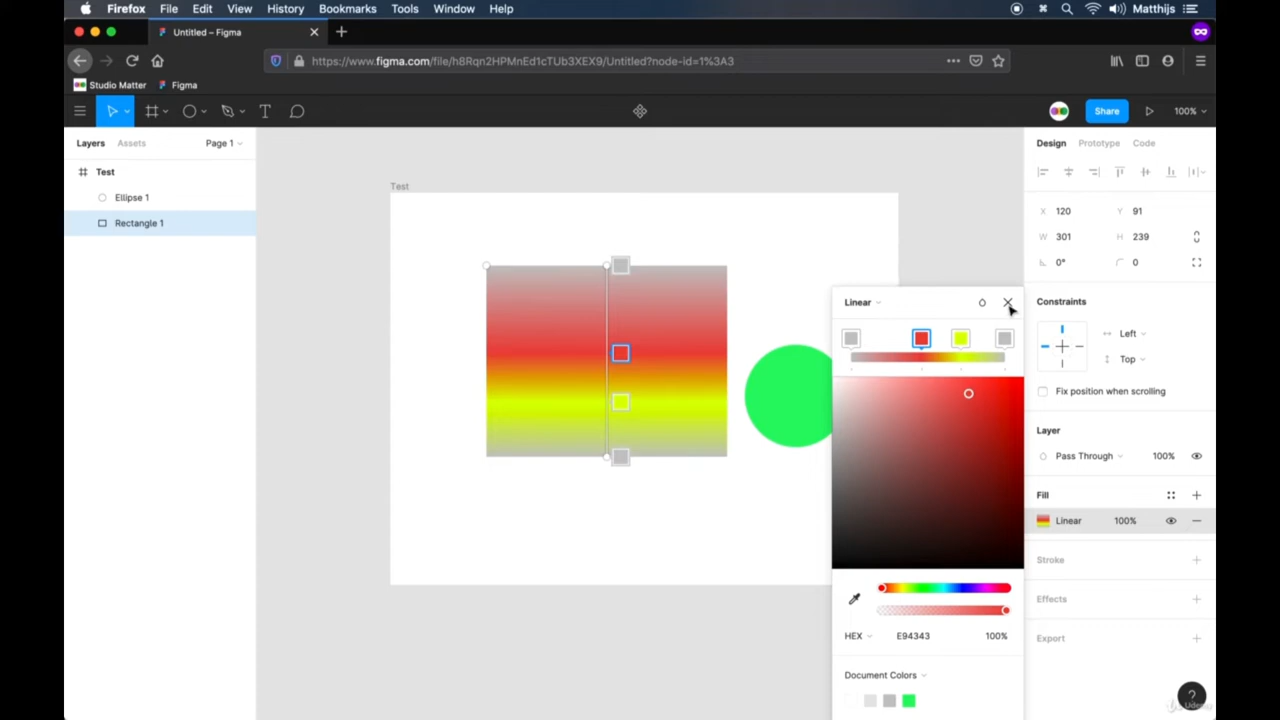 Firefox File Edit View History Bookmarks Tools Window Help Matthijs
Untitled – Figma
https://www.figma.com/file/h8Rqn2HPMnEd1cTUb3XEX9/Untitled?node-id=1%3A3
Studio Matter Figma
Share 100%
Layers Assets Page 1
Design Prototype Code
Test
Ellipse 1
Rectangle 1
Test
X 120 Y 91
W 301 H 239
0° 0
Constraints
Left
Top
Fix position when scrolling
Layer
Pass Through 100%
Fill
Linear 100%
Stroke
Effects
Export
Linear
HEX E94343 100%
Document Colors
?
Udemy